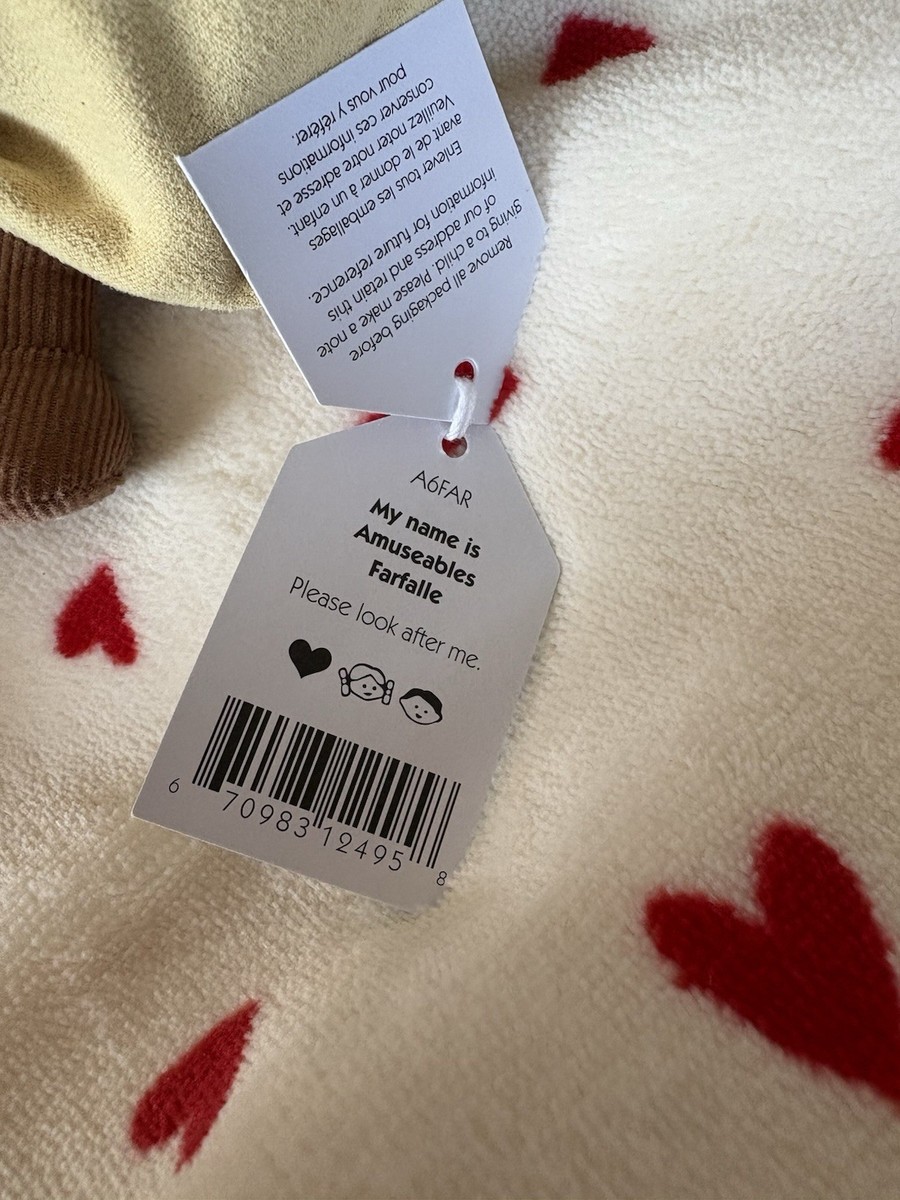 Remove all packaging before
giving to a child. Please make a note
of our address and retain this
information for future reference.
Enlever tous les emballages
avant de le donner à un enfant.
Veuillez noter notre adresse et
conserver ces informations
pour vous y référer.
A6FAR
My name is
Amuseables
Farfalle
Please look after me.
6 70983 12495 8